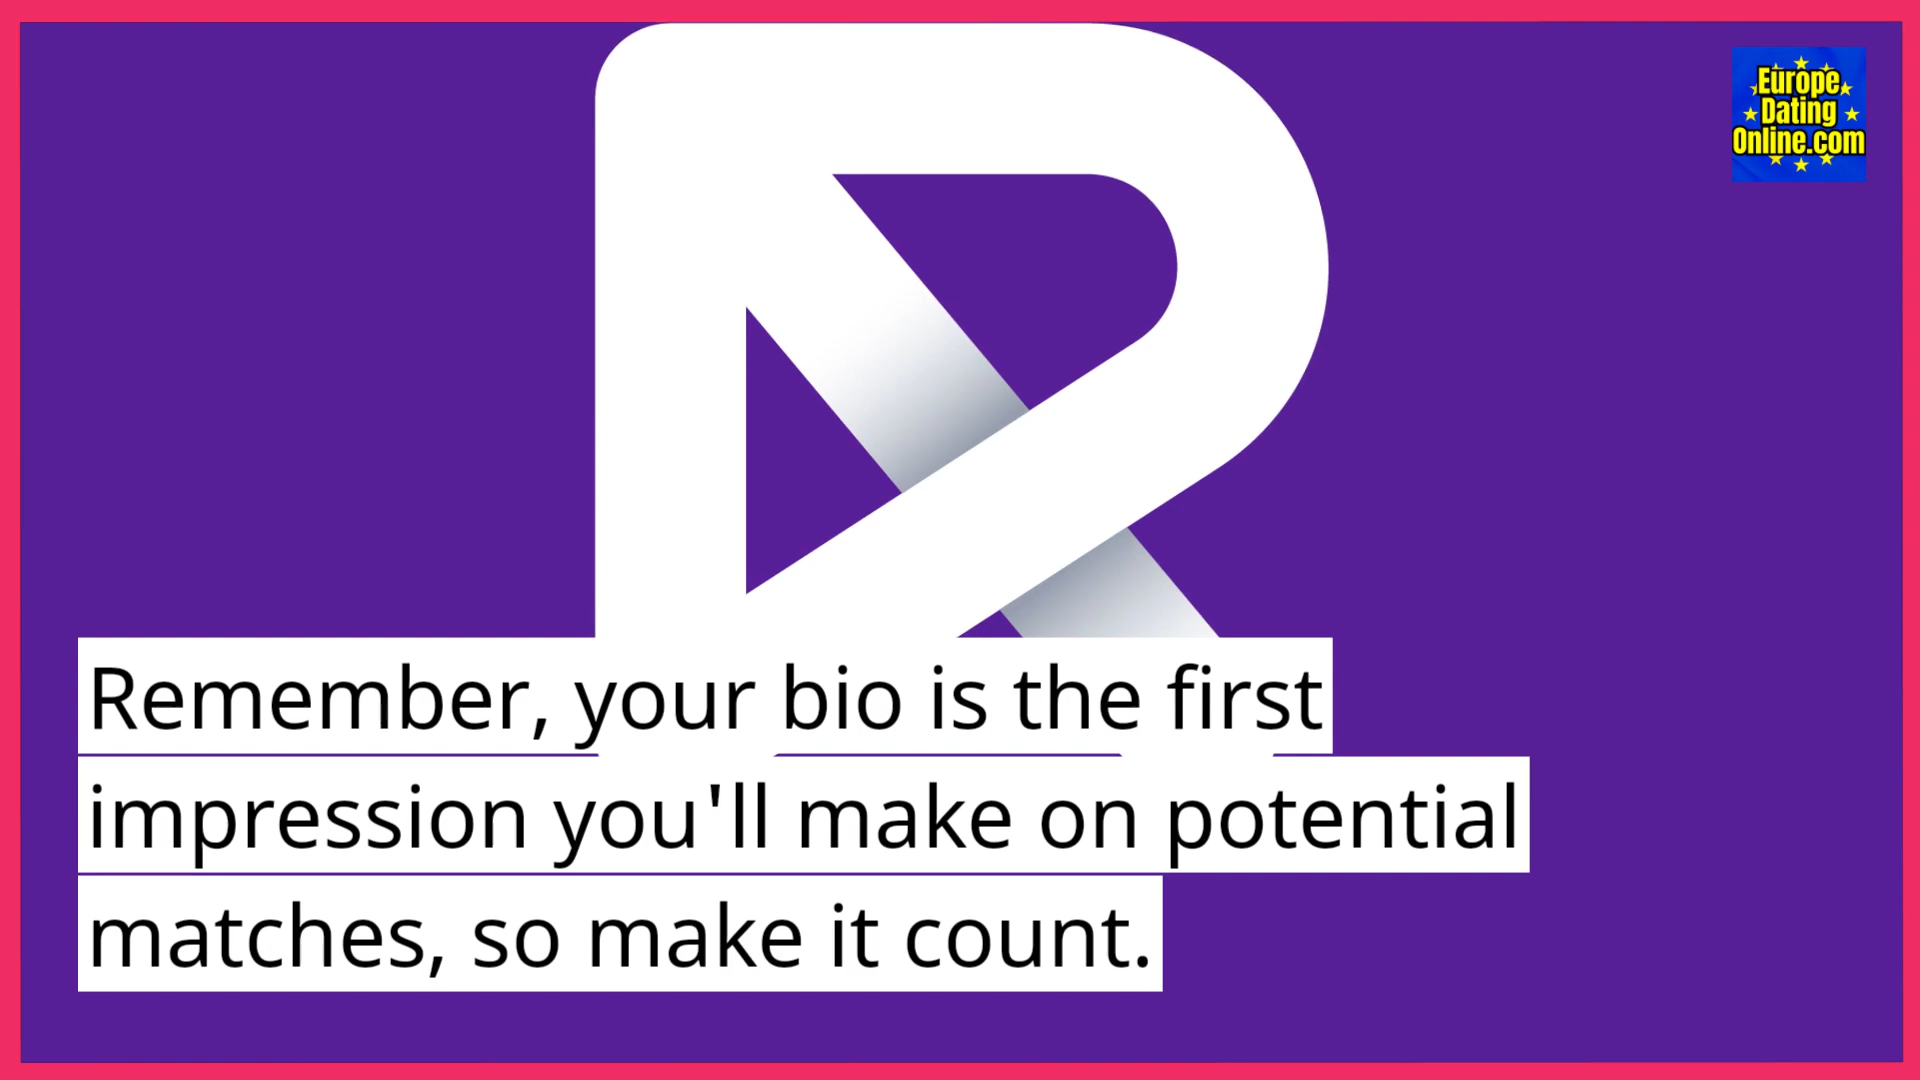 Europe
Dating
Online.com
Remember, your bio is the first
impression you'll make on potential
matches, so make it count.